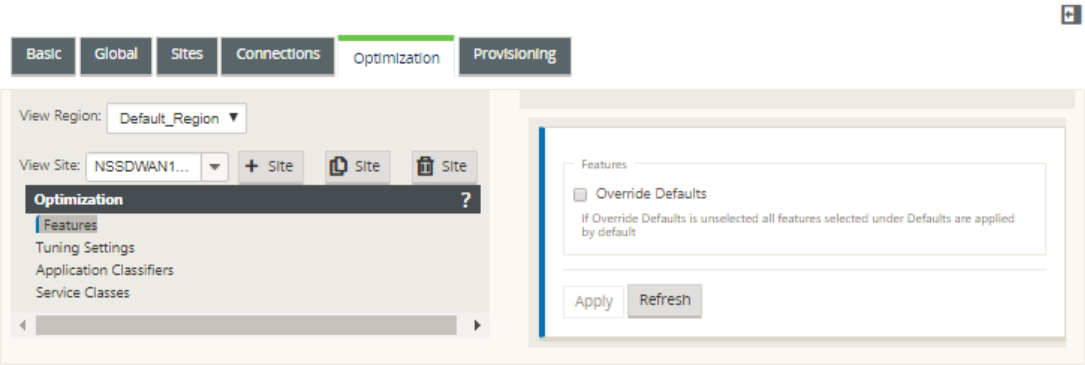 Basic Global Sites Connections Optimization Provisioning
View Region: Default_Region
View Site: NSSDWAN1... + Site Site Site
Optimization ?
Features
Tuning Settings
Application Classifiers
Service Classes
Features
Override Defaults
If Override Defaults is unselected all features selected under Defaults are applied
by default
Apply Refresh